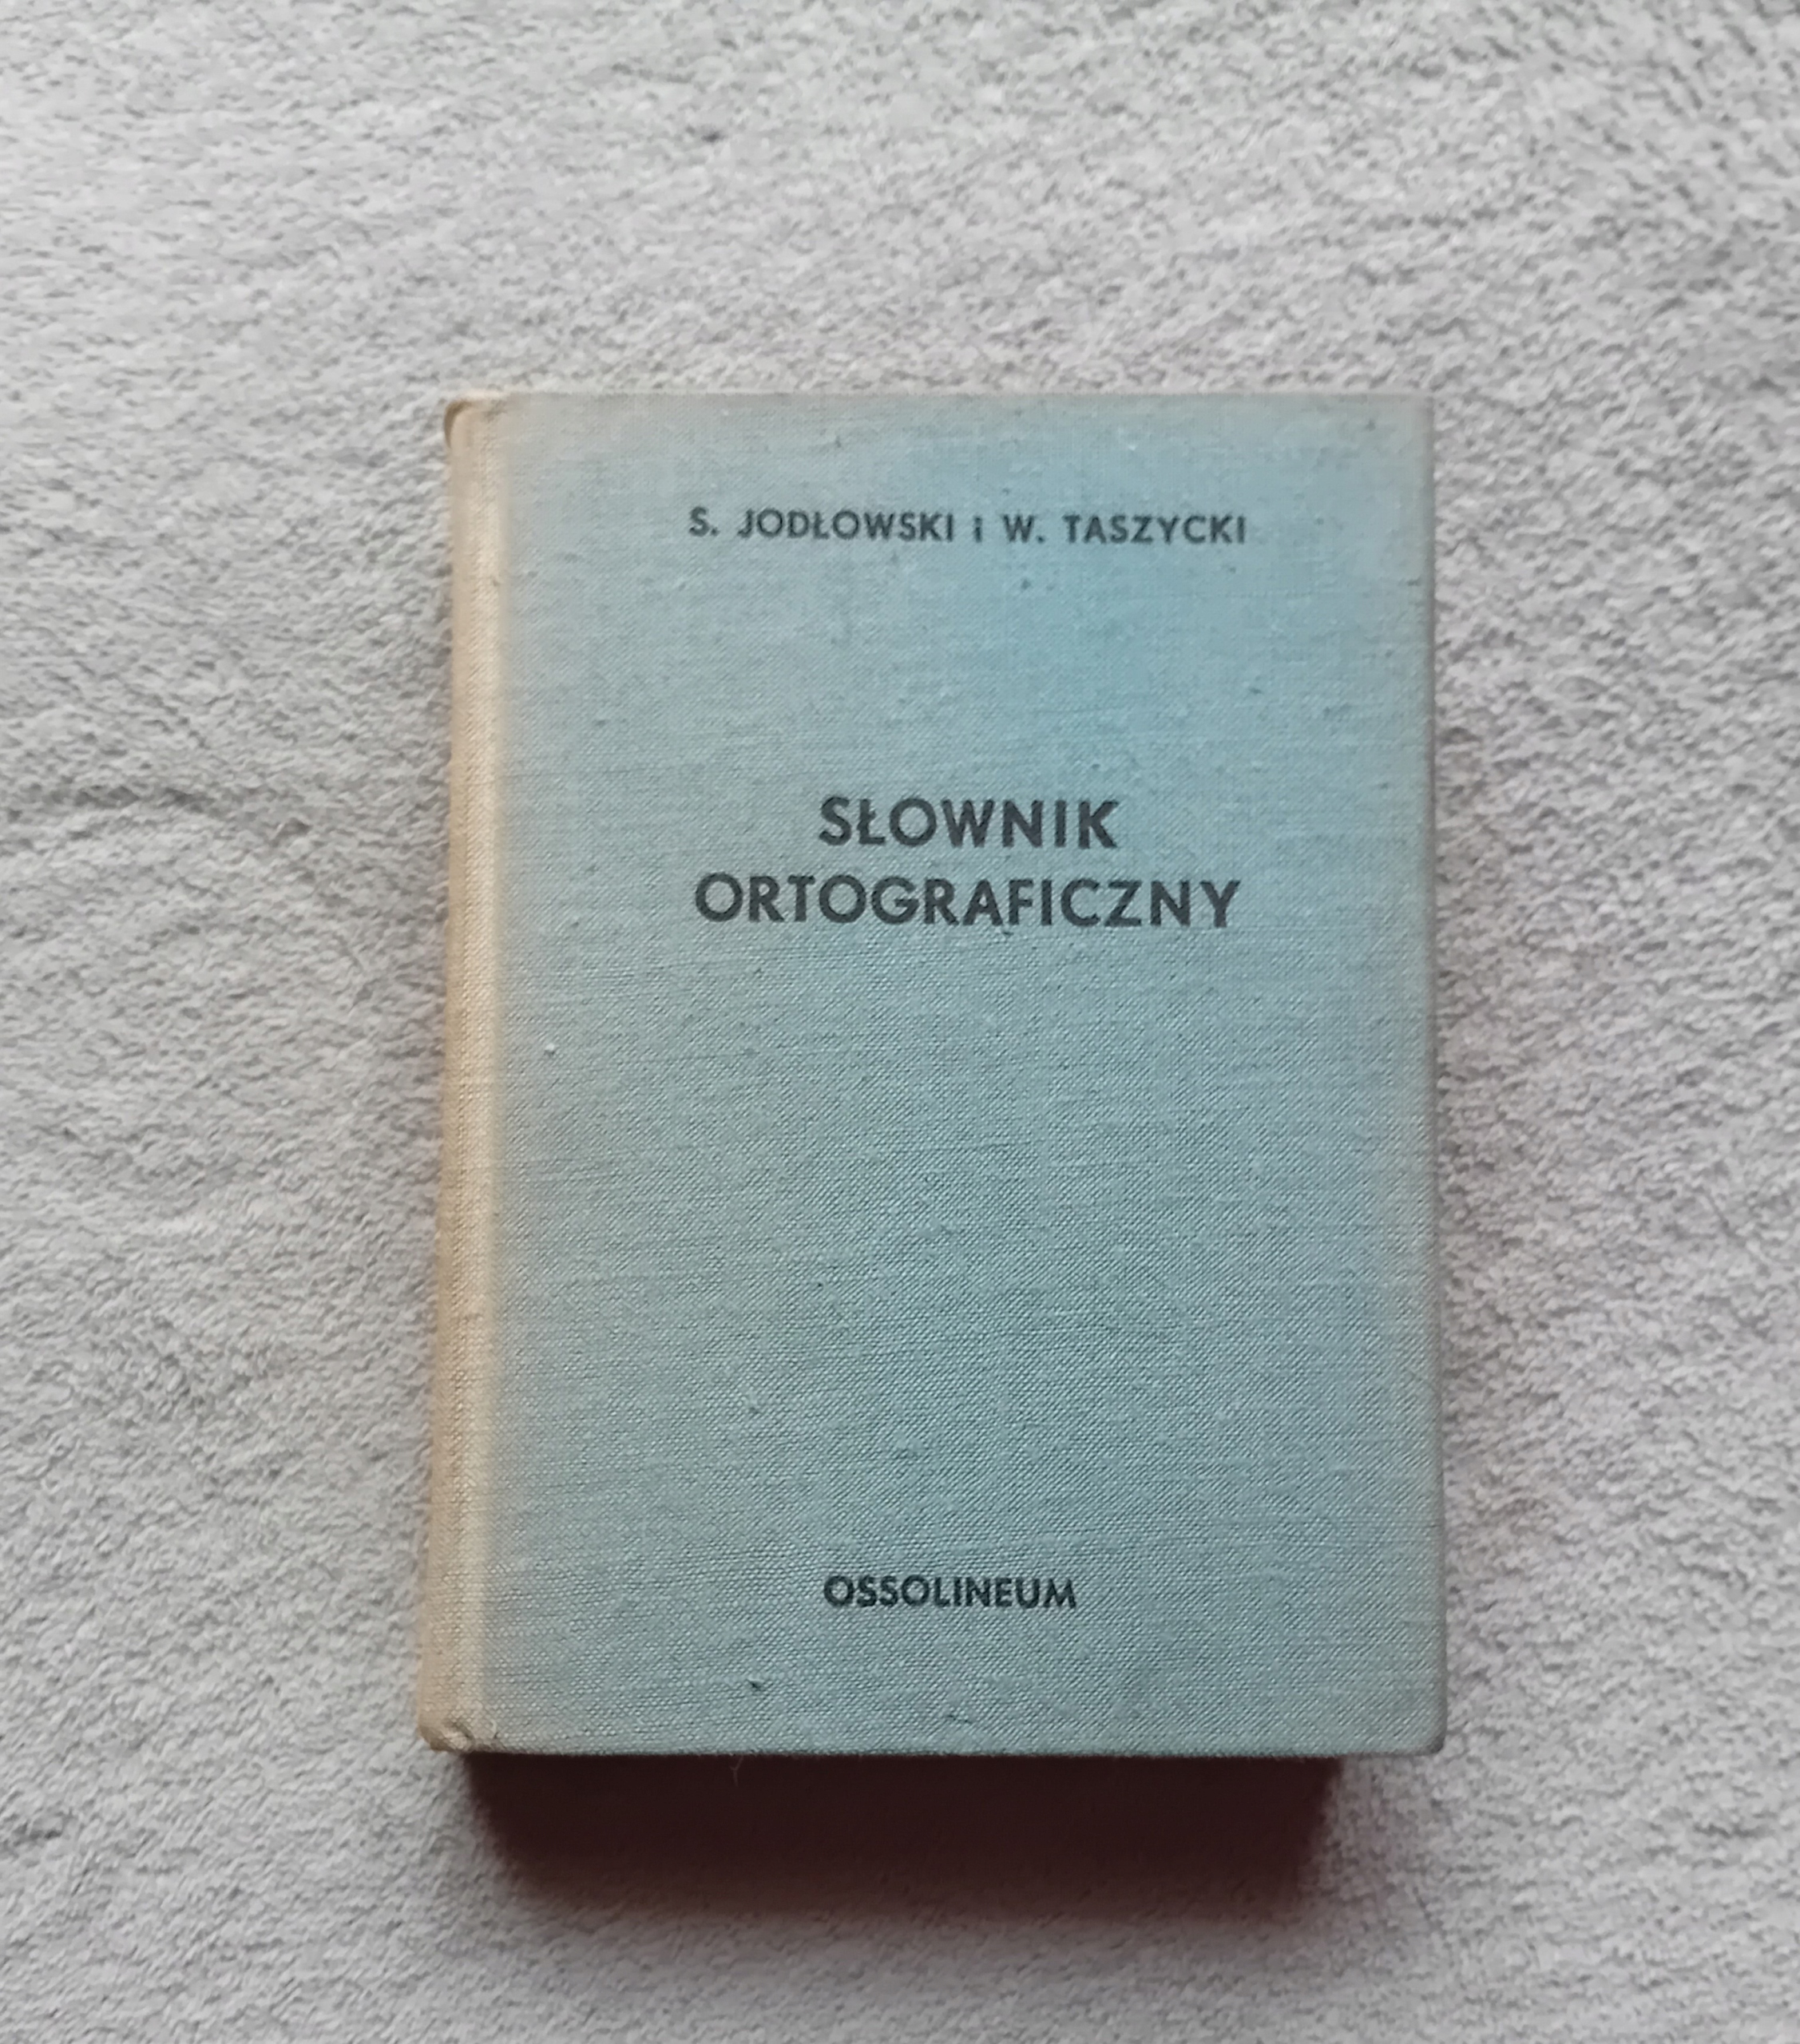 S. JODŁOWSKI i W. TASZYCKI
SŁOWNIK
ORTOGRAFICZNY
OSSOLINEUM